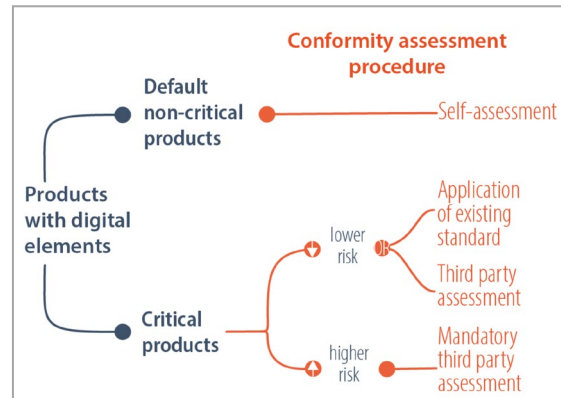 Conformity assessment
procedure
Default
non-critical
products
Self-assessment
Products
with digital
elements
Application
of existing
standard
lower
risk
OR
Third party
assessment
Critical
products
higher
risk
Mandatory
third party
assessment